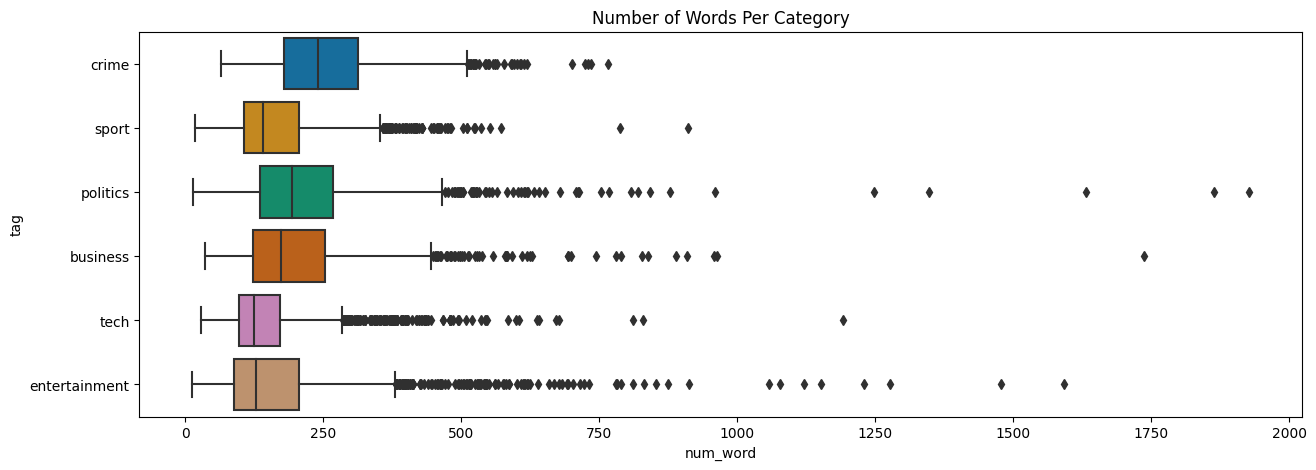 Number of Words Per Category
crime
sport
politics
business
tech
entertainment
tag
0 250 500 750 1000 1250 1500 1750 2000
num_word